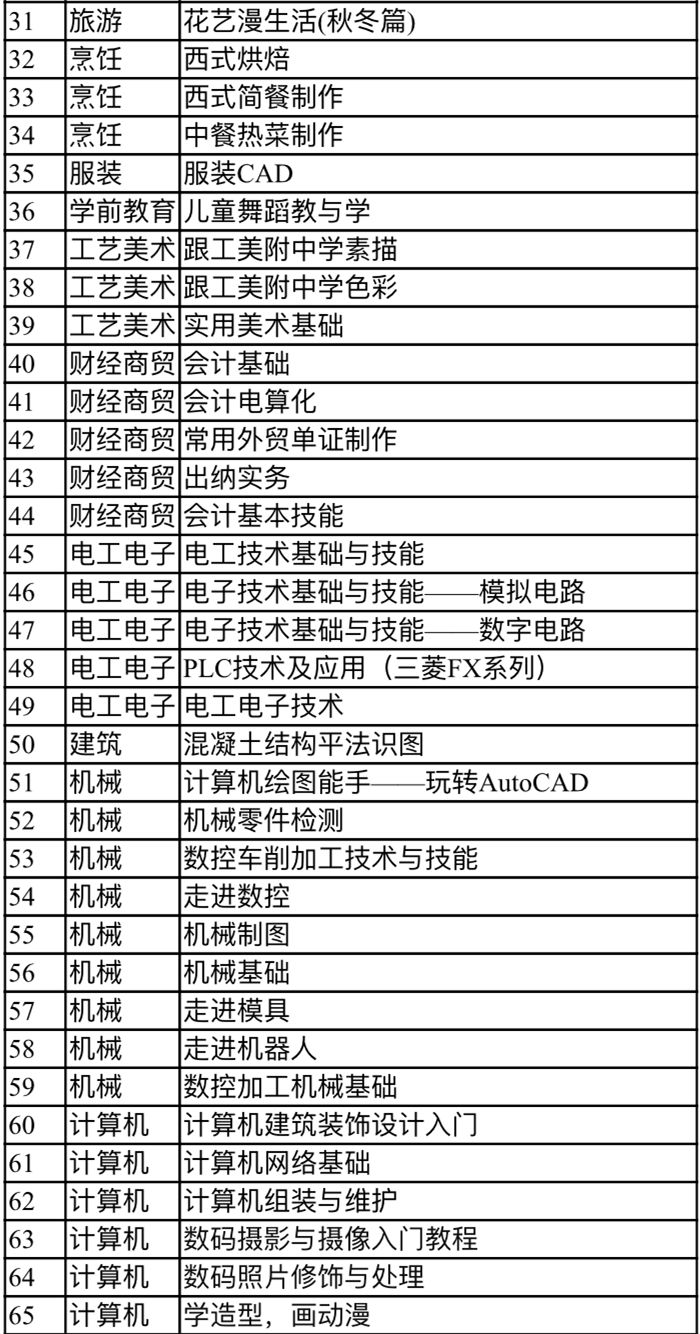 31 旅游 花艺漫生活(秋冬篇)
32 烹饪 西式烘焙
33 烹饪 西式简餐制作
34 烹饪 中餐热菜制作
35 服装 服装CAD
36 学前教育 儿童舞蹈教与学
37 工艺美术 跟工美附中学素描
38 工艺美术 跟工美附中学色彩
39 工艺美术 实用美术基础
40 财经商贸 会计基础
41 财经商贸 会计电算化
42 财经商贸 常用外贸单证制作
43 财经商贸 出纳实务
44 财经商贸 会计基本技能
45 电工电子 电工技术基础与技能
46 电工电子 电子技术基础与技能——模拟电路
47 电工电子 电子技术基础与技能——数字电路
48 电工电子 PLC技术及应用（三菱FX系列）
49 电工电子 电工电子技术
50 建筑 混凝土结构平法识图
51 机械 计算机绘图能手——玩转AutoCAD
52 机械 机械零件检测
53 机械 数控车削加工技术与技能
54 机械 走进数控
55 机械 机械制图
56 机械 机械基础
57 机械 走进模具
58 机械 走进机器人
59 机械 数控加工机械基础
60 计算机 计算机建筑装饰设计入门
61 计算机 计算机网络基础
62 计算机 计算机组装与维护
63 计算机 数码摄影与摄像入门教程
64 计算机 数码照片修饰与处理
65 计算机 学造型，画动漫